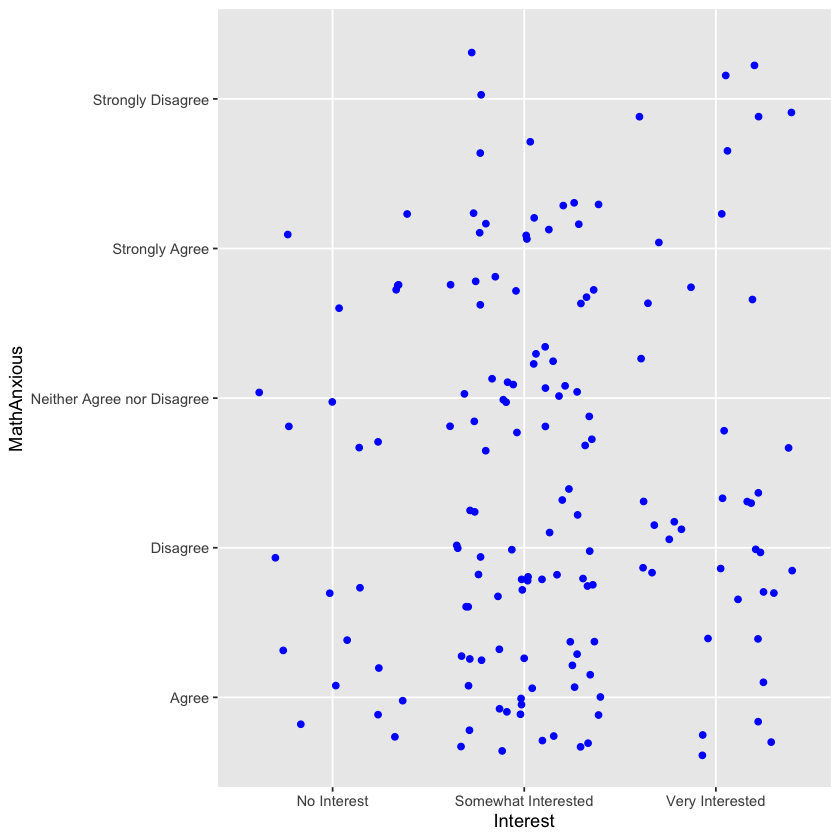 Strongly Disagree
Strongly Agree
MathAnxious
Neither Agree nor Disagree
Disagree
Agree
No Interest
Somewhat Interested
Very Interested
Interest